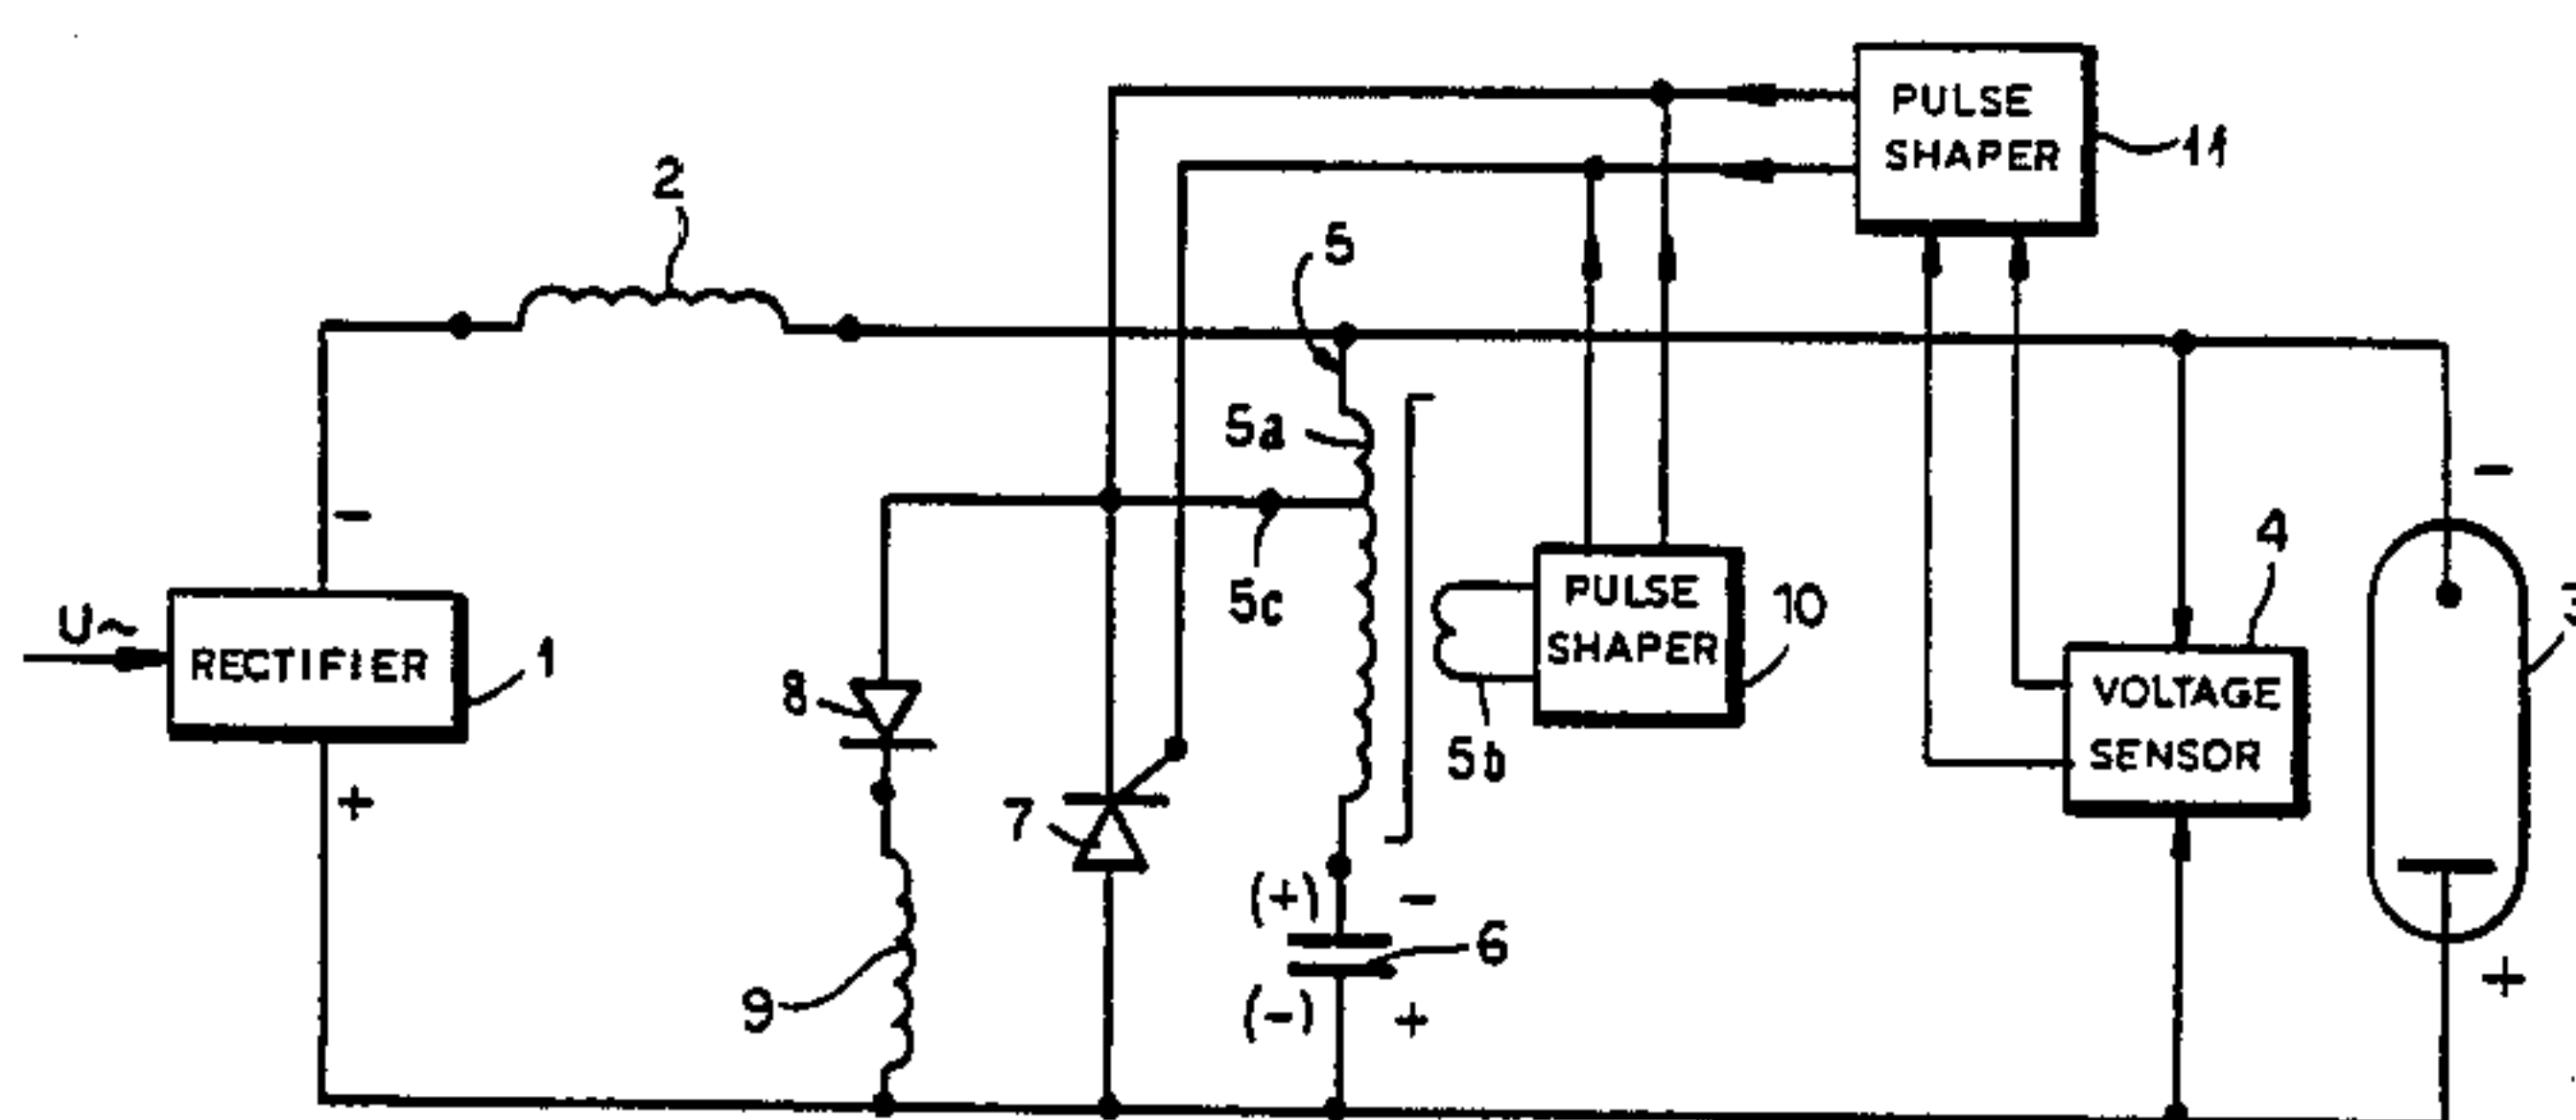 PULSE
SHAPER
11
2
5
5a
-
-
4
5c
PULSE
SHAPER
10
3
U~
RECTIFIER
1
8
VOLTAGE
SENSOR
5b
+
7
(+)
-
6
9
(-)
+
+